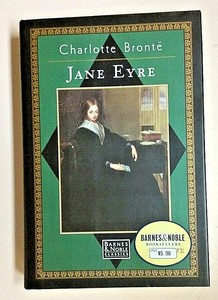 Charlotte Brontë
JANE EYRE
BARNES
& NOBLE
CLASSICS
BARNES & NOBLE
BOOKSELLERS
$5.98